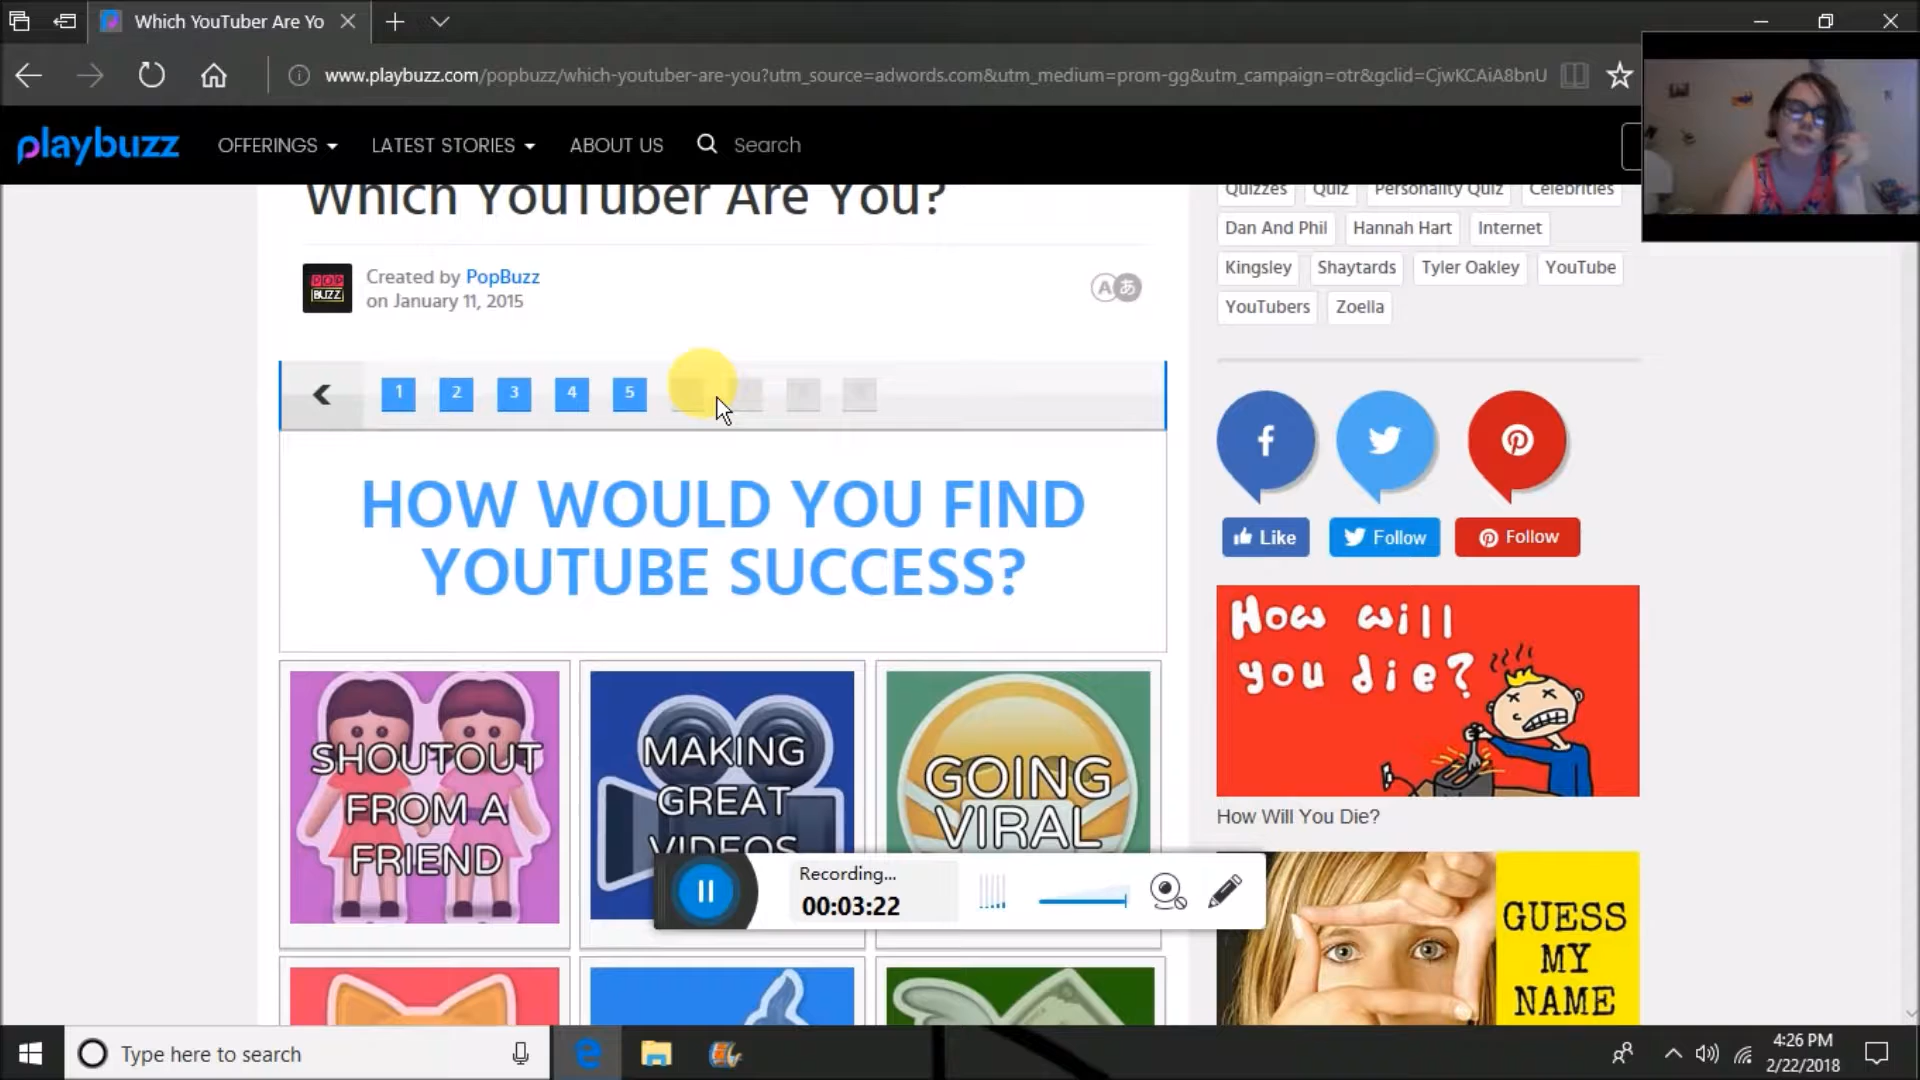 Which YouTuber Are Yo
www.playbuzz.com/popbuzz/which-youtuber-are-you?utm_source=adwords.com&utm_medium=prom-gg&utm_campaign=otr&gclid=CjwKCAiA8bnU
playbuzz
OFFERINGS
LATEST STORIES
ABOUT US
Search
Which YouTuber Are You?
POP
BUZZ
Created by PopBuzz
on January 11, 2015
A あ
1 2 3 4 5
HOW WOULD YOU FIND
YOUTUBE SUCCESS?
SHOUTOUT
FROM A
FRIEND
MAKING
GREAT
VIDEOS
GOING
VIRAL
Recording...
00:03:22
Quizzes Quiz Personality Quiz Celebrities
Dan And Phil Hannah Hart Internet
Kingsley Shaytards Tyler Oakley YouTube
YouTubers Zoella
Like
Follow
Follow
How will
you die?
How Will You Die?
GUESS
MY
NAME
Type here to search
4:26 PM
2/22/2018